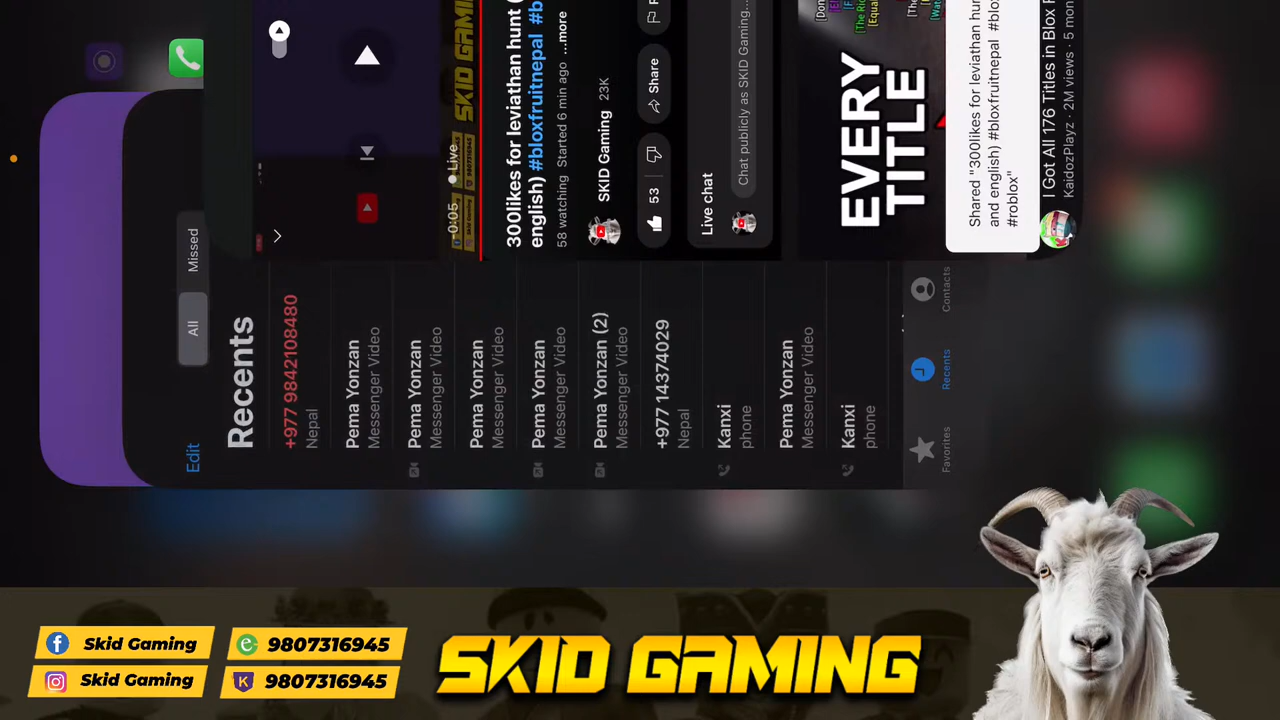 Edit
All
Missed
Recents
+977 9842108480
Nepal
Pema Yonzan
Messenger Video
Pema Yonzan
Messenger Video
Pema Yonzan
Messenger Video
Pema Yonzan
Messenger Video
Pema Yonzan (2)
Messenger Video
+977 14374029
Nepal
Kanxi
phone
Pema Yonzan
Messenger Video
Kanxi
phone
Favorites
Recents
Contacts
-0:05
Live
300likes for leviathan hunt (
english) #bloxfruitnepal #b
58 watching Started 6 min ago ...more
SKID Gaming 23K
53
Share
Live chat
Chat publicly as SKID Gaming...
EVERY
TITLE
Shared "300likes for leviathan hunt (
and english) #bloxfruitnepal #blox
#roblox"
I Got All 176 Titles in Blox F
KaidozPlayz · 2M views · 5 mon
Skid Gaming
9807316945
Skid Gaming
9807316945
SKID GAMING